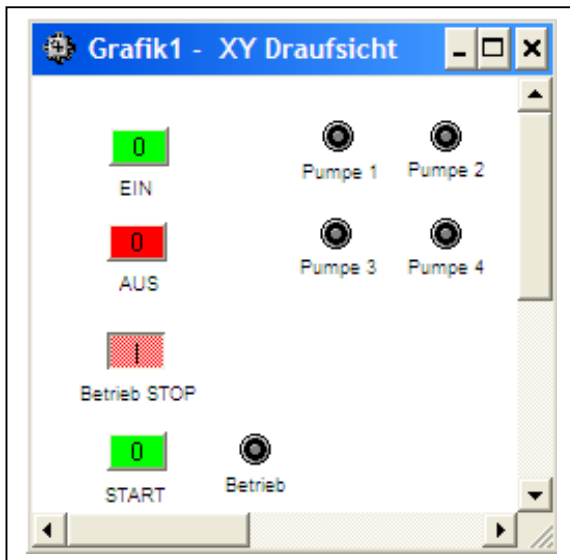 Grafik1 - XY Draufsicht
0
EIN
Pumpe 1 Pumpe 2
0
AUS
Pumpe 3 Pumpe 4
I
Betrieb STOP
0
START
Betrieb